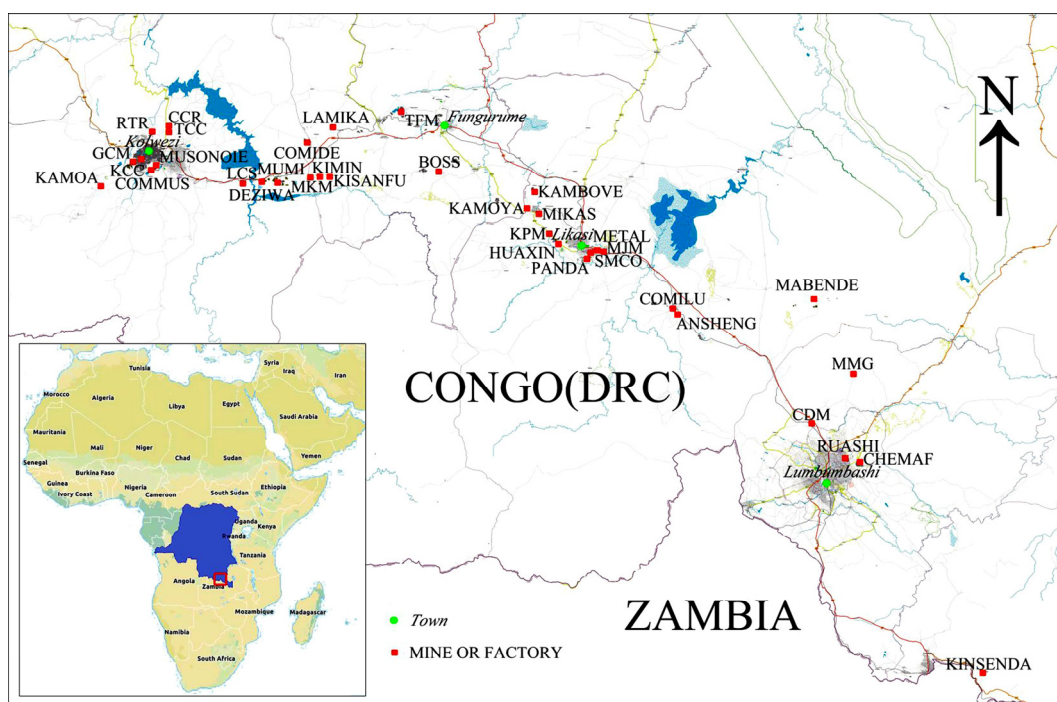 N
LAMIKA
TFM
Fungurume
CCR
RTR
TCC
Kolwezi
COMIDE
GCM
MUSONOIE
KCC
BOSS
KAMOA
COMMUS
LCS
MUMI
KIMIN
DEZIWA
MKM
KISANFU
KAMBOVE
KAMOYA
MIKAS
KPM
Likasi
METAL
HUAXIN
MJM
PANDA
SMCO
MABENDE
COMILU
ANSHENG
MMG
CONGO(DRC)
CDM
RUASHI
CHEMAF
Lumbumbashi
ZAMBIA
KINSENDA
Town
MINE OR FACTORY
Syria
Tunisia
Iraq
Iran
Morocco
Algeria
Libya
Egypt
Saudi Arabia
Mauritania
Mali
Niger
Chad
Sudan
Yemen
Senegal
Burkina Faso
Guinea
Nigeria
Ethiopia
Ivory Coast
Cameroon
South Sudan
Uganda
Kenya
Rwanda
Tanzania
Angola
Zambia
Mozambique
Madagascar
Namibia
South Africa